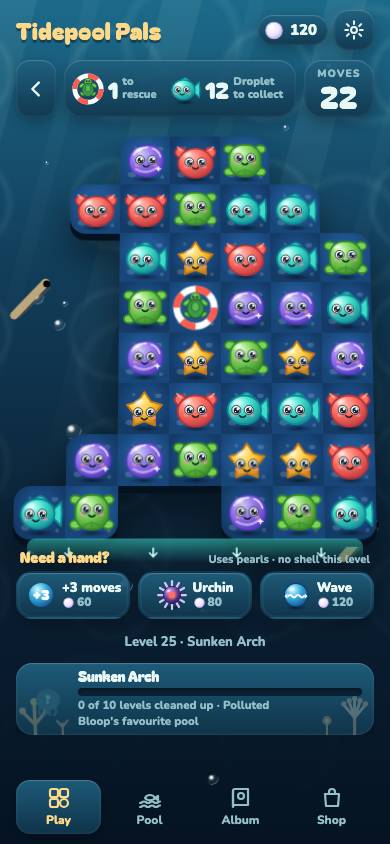 Tidepool Pals
120
1 to rescue
12 Droplet to collect
MOVES
22
Need a hand?
Uses pearls · no shell this level
+3
+3 moves
60
Urchin
80
Wave
120
Level 25 · Sunken Arch
Sunken Arch
0 of 10 levels cleaned up · Polluted
Bloop's favourite pool
Play
Pool
Album
Shop